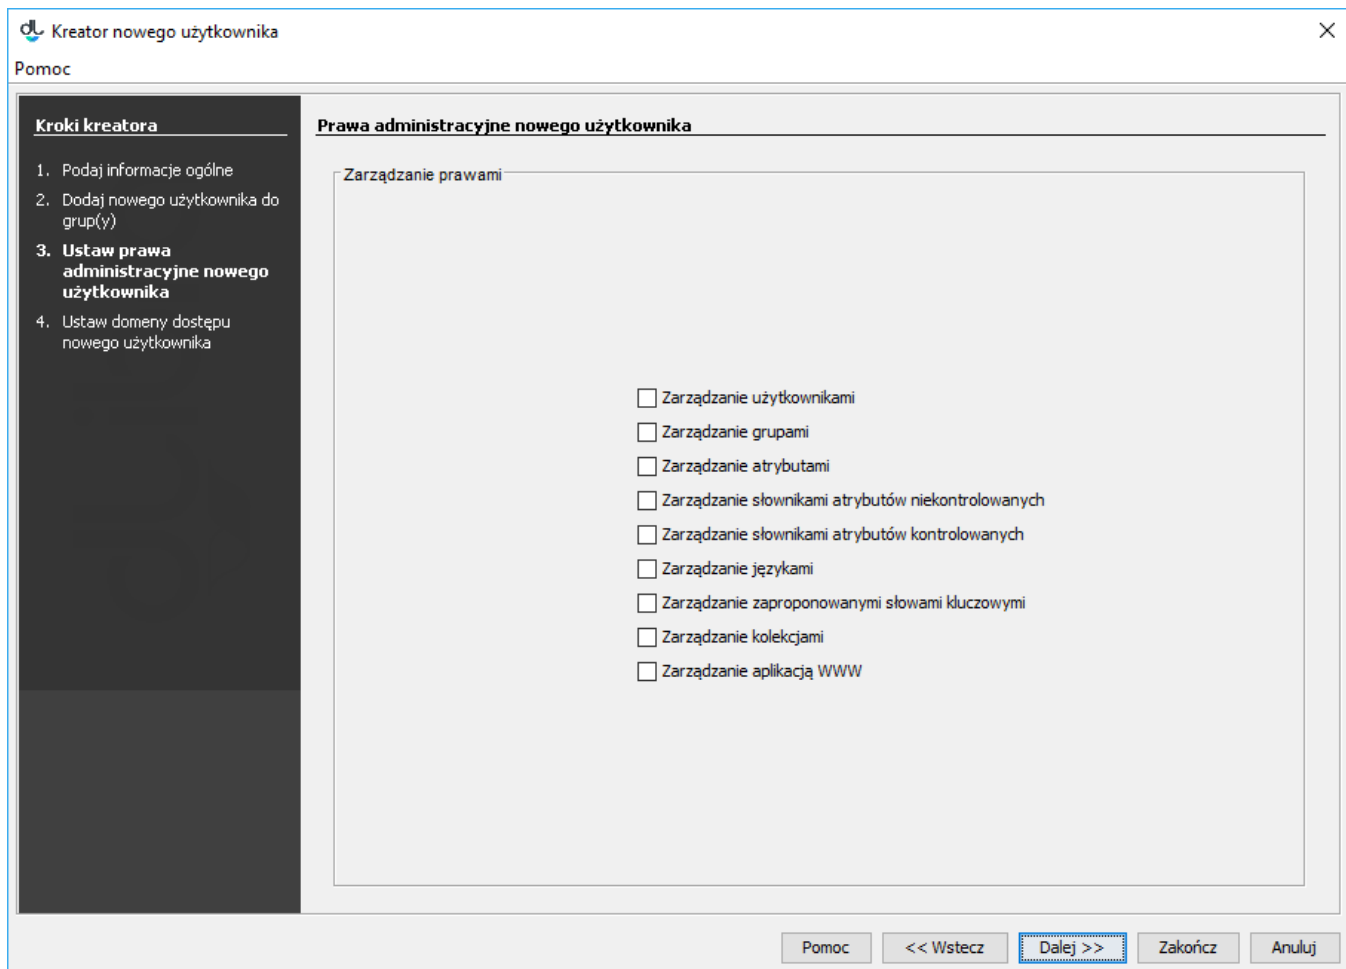 Kreator nowego użytkownika
Pomoc
Kroki kreatora
1. Podaj informacje ogólne
2. Dodaj nowego użytkownika do
grup(y)
3. Ustaw prawa
administracyjne nowego
użytkownika
4. Ustaw domeny dostępu
nowego użytkownika
Prawa administracyjne nowego użytkownika
Zarządzanie prawami
Zarządzanie użytkownikami
Zarządzanie grupami
Zarządzanie atrybutami
Zarządzanie słownikami atrybutów niekontrolowanych
Zarządzanie słownikami atrybutów kontrolowanych
Zarządzanie językami
Zarządzanie zaproponowanymi słowami kluczowymi
Zarządzanie kolekcjami
Zarządzanie aplikacją WWW
Pomoc
<< Wstecz
Dalej >>
Zakończ
Anuluj